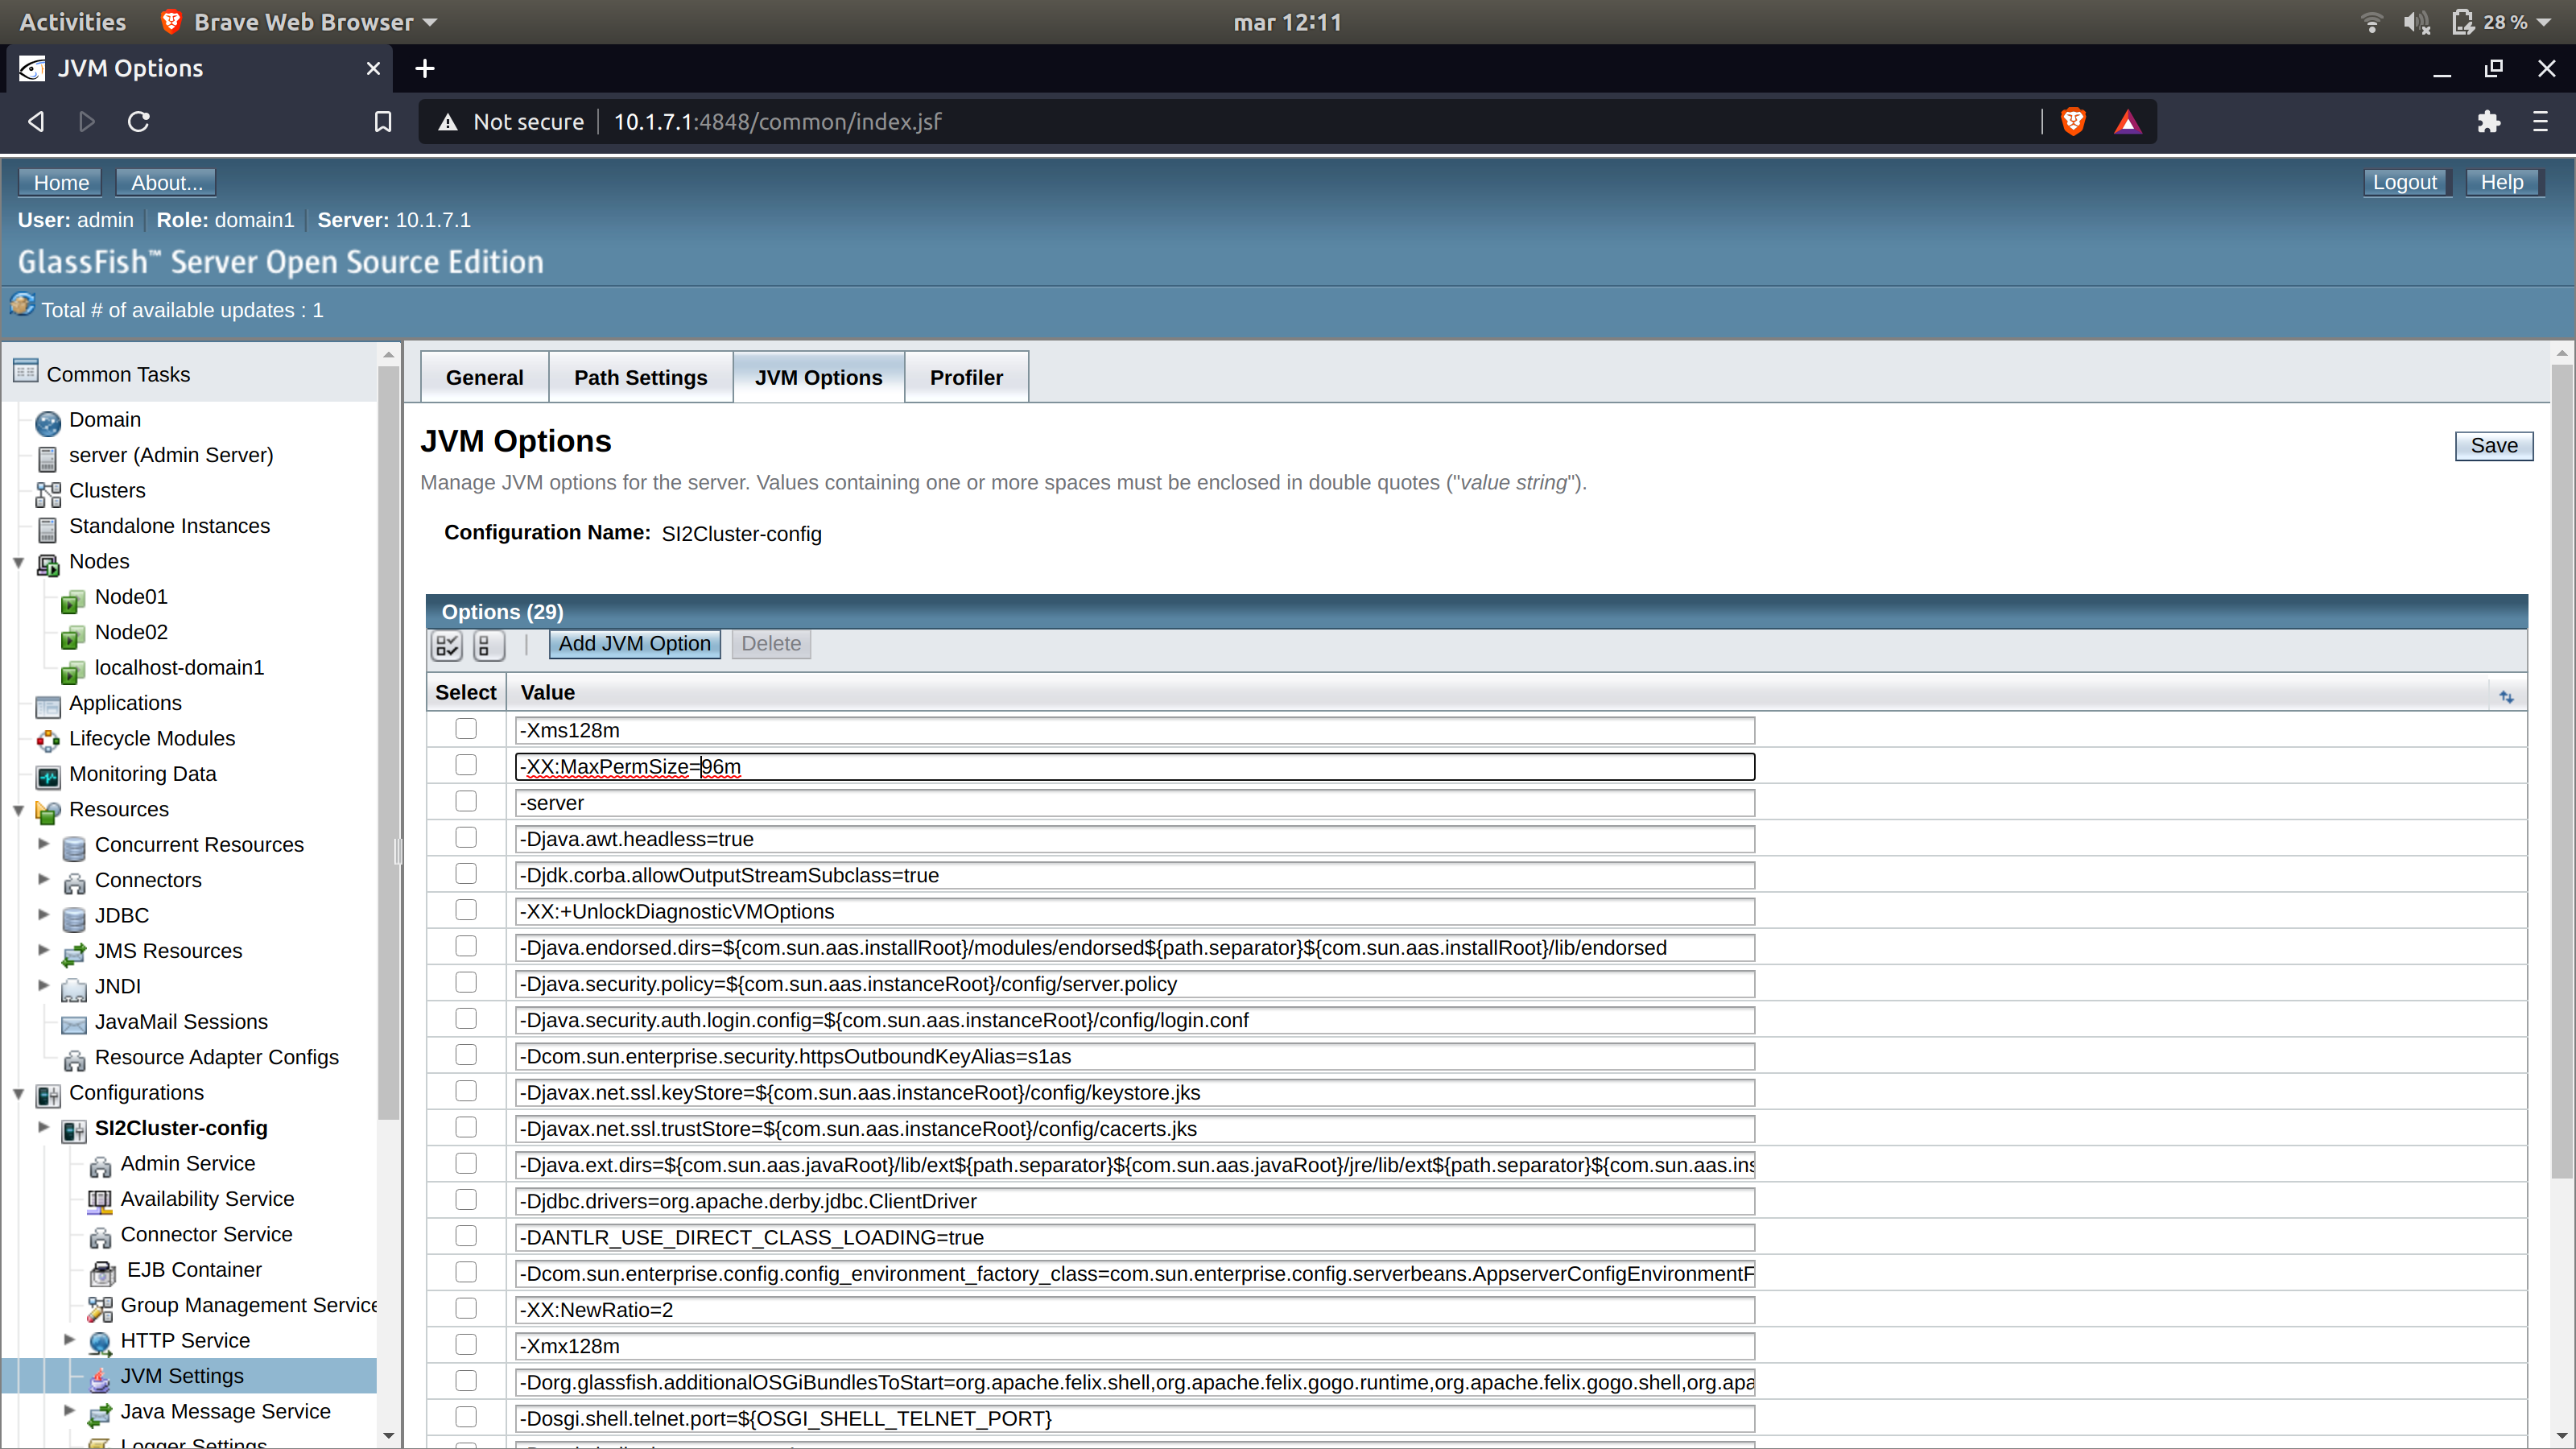 Activities Brave Web Browser mar 12:11 28 %
JVM Options
Not secure 10.1.7.1:4848/common/index.jsf
Home About... Logout Help
User: admin Role: domain1 Server: 10.1.7.1
GlassFish™ Server Open Source Edition
Total # of available updates : 1
Common Tasks
Domain
server (Admin Server)
Clusters
Standalone Instances
Nodes
Node01
Node02
localhost-domain1
Applications
Lifecycle Modules
Monitoring Data
Resources
Concurrent Resources
Connectors
JDBC
JMS Resources
JNDI
JavaMail Sessions
Resource Adapter Configs
Configurations
SI2Cluster-config
Admin Service
Availability Service
Connector Service
EJB Container
Group Management Service
HTTP Service
JVM Settings
Java Message Service
Logger Settings
General Path Settings JVM Options Profiler
JVM Options
Save
Manage JVM options for the server. Values containing one or more spaces must be enclosed in double quotes ("value string").
Configuration Name: SI2Cluster-config
Options (29)
Add JVM Option Delete
Select Value
-Xms128m
-XX:MaxPermSize=96m
-server
-Djava.awt.headless=true
-Djdk.corba.allowOutputStreamSubclass=true
-XX:+UnlockDiagnosticVMOptions
-Djava.endorsed.dirs=${com.sun.aas.installRoot}/modules/endorsed${path.separator}${com.sun.aas.installRoot}/lib/endorsed
-Djava.security.policy=${com.sun.aas.instanceRoot}/config/server.policy
-Djava.security.auth.login.config=${com.sun.aas.instanceRoot}/config/login.conf
-Dcom.sun.enterprise.security.httpsOutboundKeyAlias=s1as
-Djavax.net.ssl.keyStore=${com.sun.aas.instanceRoot}/config/keystore.jks
-Djavax.net.ssl.trustStore=${com.sun.aas.instanceRoot}/config/cacerts.jks
-Djava.ext.dirs=${com.sun.aas.javaRoot}/lib/ext${path.separator}${com.sun.aas.javaRoot}/jre/lib/ext${path.separator}${com.sun.aas.ins
-Djdbc.drivers=org.apache.derby.jdbc.ClientDriver
-DANTLR_USE_DIRECT_CLASS_LOADING=true
-Dcom.sun.enterprise.config.config_environment_factory_class=com.sun.enterprise.config.serverbeans.AppserverConfigEnvironmentF
-XX:NewRatio=2
-Xmx128m
-Dorg.glassfish.additionalOSGiBundlesToStart=org.apache.felix.shell,org.apache.felix.gogo.runtime,org.apache.felix.gogo.shell,org.apa
-Dosgi.shell.telnet.port=${OSGI_SHELL_TELNET_PORT}